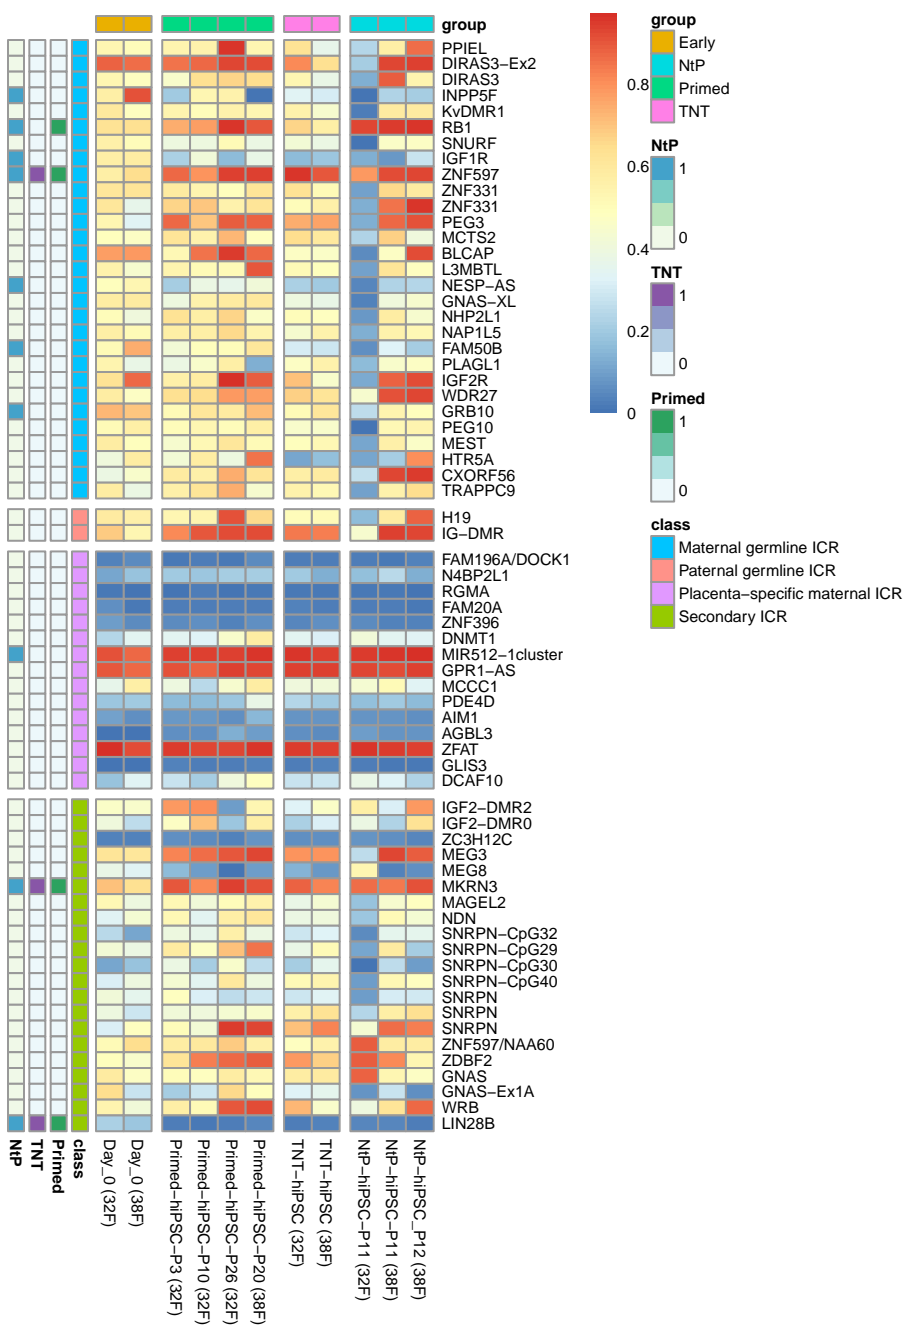 group
PPIEL
DIRAS3-Ex2
DIRAS3
INPP5F
KvDMR1
RB1
SNURF
IGF1R
ZNF597
ZNF331
ZNF331
PEG3
MCTS2
BLCAP
L3MBTL
NESP-AS
GNAS-XL
NHP2L1
NAP1L5
FAM50B
PLAGL1
IGF2R
WDR27
GRB10
PEG10
MEST
HTR5A
CXORF56
TRAPPC9
H19
IG-DMR
FAM196A/DOCK1
N4BP2L1
RGMA
FAM20A
ZNF396
DNMT1
MIR512-1cluster
GPR1-AS
MCCC1
PDE4D
AIM1
AGBL3
ZFAT
GLIS3
DCAF10
IGF2-DMR2
IGF2-DMR0
ZC3H12C
MEG3
MEG8
MKRN3
MAGEL2
NDN
SNRPN-CpG32
SNRPN-CpG29
SNRPN-CpG30
SNRPN-CpG40
SNRPN
SNRPN
SNRPN
ZNF597/NAA60
ZDBF2
GNAS
GNAS-Ex1A
WRB
LIN28B
NtP
TNT
Primed
class
Day_0 (32F)
Day_0 (38F)
Primed-hiPSC-P3 (32F)
Primed-hiPSC-P10 (32F)
Primed-hiPSC-P26 (32F)
Primed-hiPSC-P20 (38F)
TNT-hiPSC (32F)
TNT-hiPSC (38F)
NtP-hiPSC-P11 (32F)
NtP-hiPSC-P11 (38F)
NtP-hiPSC_P12 (38F)
0.8
0.6
0.4
0.2
0
group
Early
NtP
Primed
TNT
NtP
1
0
TNT
1
0
Primed
1
0
class
Maternal germline ICR
Paternal germline ICR
Placenta-specific maternal ICR
Secondary ICR